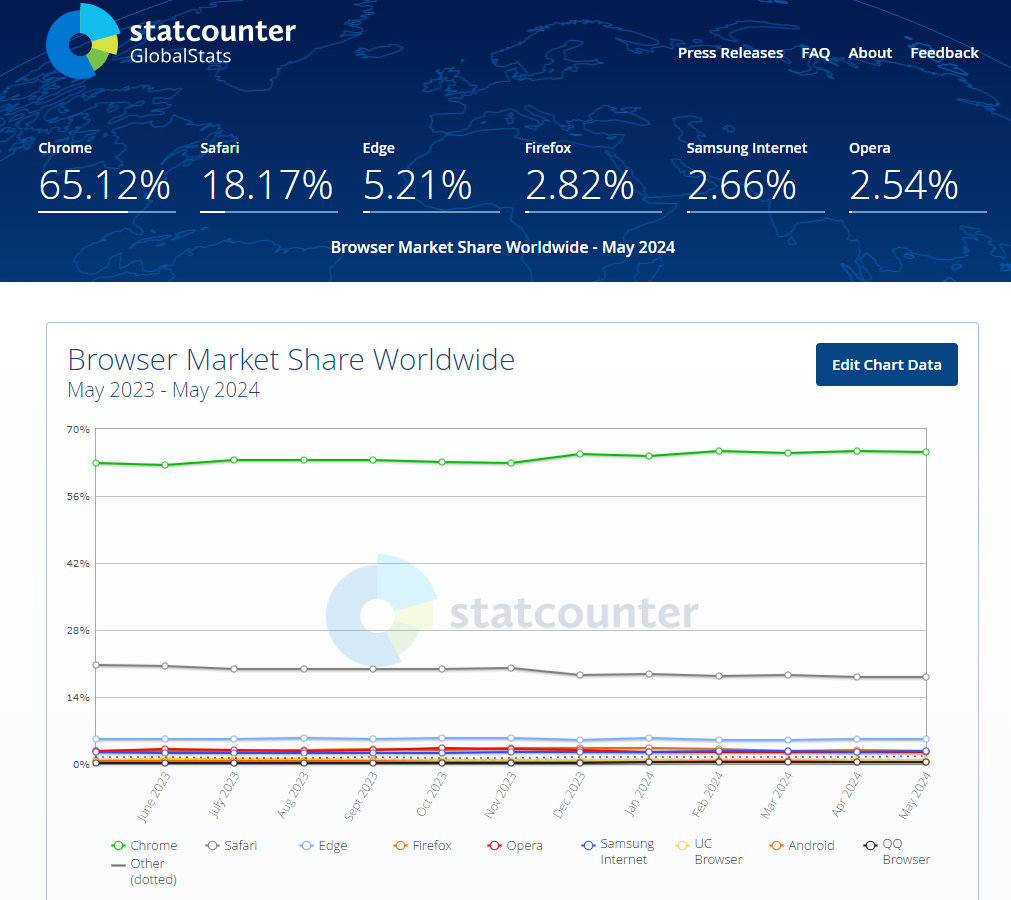 statcounter
GlobalStats
Press Releases FAQ About Feedback
Chrome Safari Edge Firefox Samsung Internet Opera
65.12% 18.17% 5.21% 2.82% 2.66% 2.54%
Browser Market Share Worldwide - May 2024
Browser Market Share Worldwide
May 2023 - May 2024
Edit Chart Data
70%
56%
42%
28%
14%
0%
statcounter
June 2023 July 2023 Aug 2023 Sept 2023 Oct 2023 Nov 2023 Dec 2023 Jan 2024 Feb 2024 Mar 2024 Apr 2024 May 2024
Chrome Safari Edge Firefox Opera Samsung Internet UC Browser Android QQ Browser
Other
(dotted)